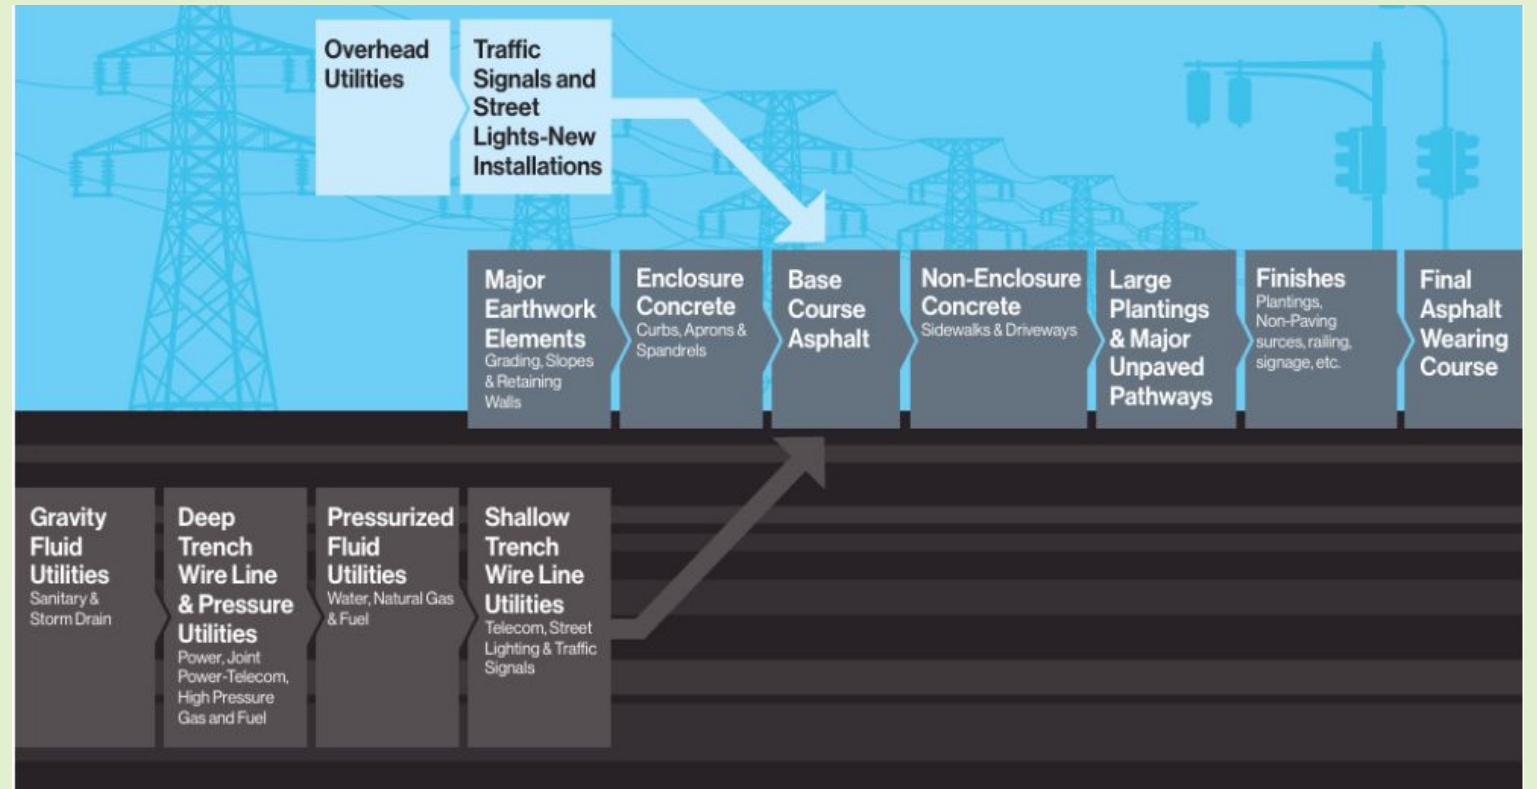 Overhead
Utilities
Traffic
Signals and
Street
Lights-New
Installations
Major
Earthwork
Elements
Grading, Slopes
& Retaining
Walls
Enclosure
Concrete
Curbs, Aprons &
Spandrels
Base
Course
Asphalt
Non-Enclosure
Concrete
Sidewalks & Driveways
Large
Plantings
& Major
Unpaved
Pathways
Finishes
Plantings,
Non-Paving
surces, railing,
signage, etc.
Final
Asphalt
Wearing
Course
Gravity
Fluid
Utilities
Sanitary &
Storm Drain
Deep
Trench
Wire Line
& Pressure
Utilities
Power, Joint
Power-Telecom,
High Pressure
Gas and Fuel
Pressurized
Fluid
Utilities
Water, Natural Gas
& Fuel
Shallow
Trench
Wire Line
Utilities
Telecom, Street
Lighting & Traffic
Signals